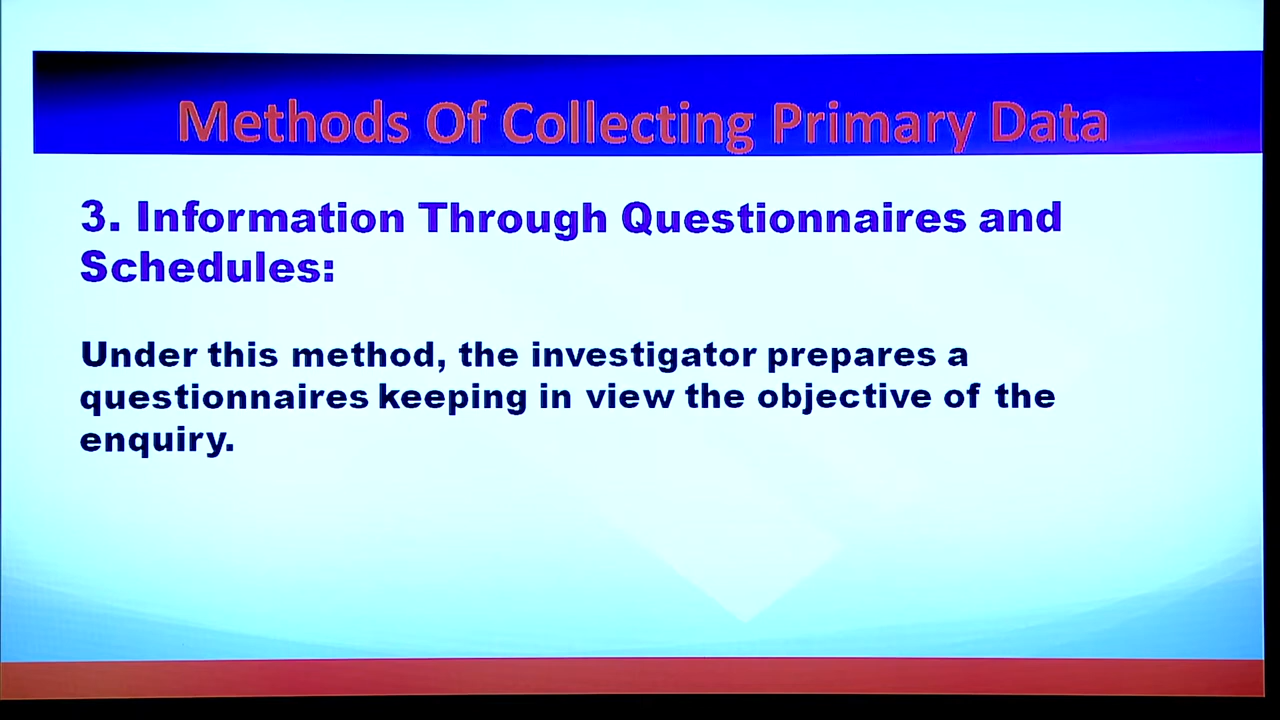 Methods Of Collecting Primary Data
3. Information Through Questionnaires and
Schedules:
Under this method, the investigator prepares a
questionnaires keeping in view the objective of the
enquiry.